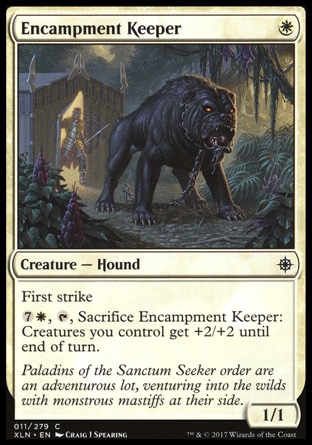 Encampment Keeper
Creature — Hound
First strike
7, Sacrifice Encampment Keeper:
Creatures you control get +2/+2 until
end of turn.
Paladins of the Sanctum Seeker order are
an adventurous lot, venturing into the wilds
with monstrous mastiffs at their side.
1/1
011/279 C
XLN • EN Craig J Spearing
™ & © 2017 Wizards of the Coast